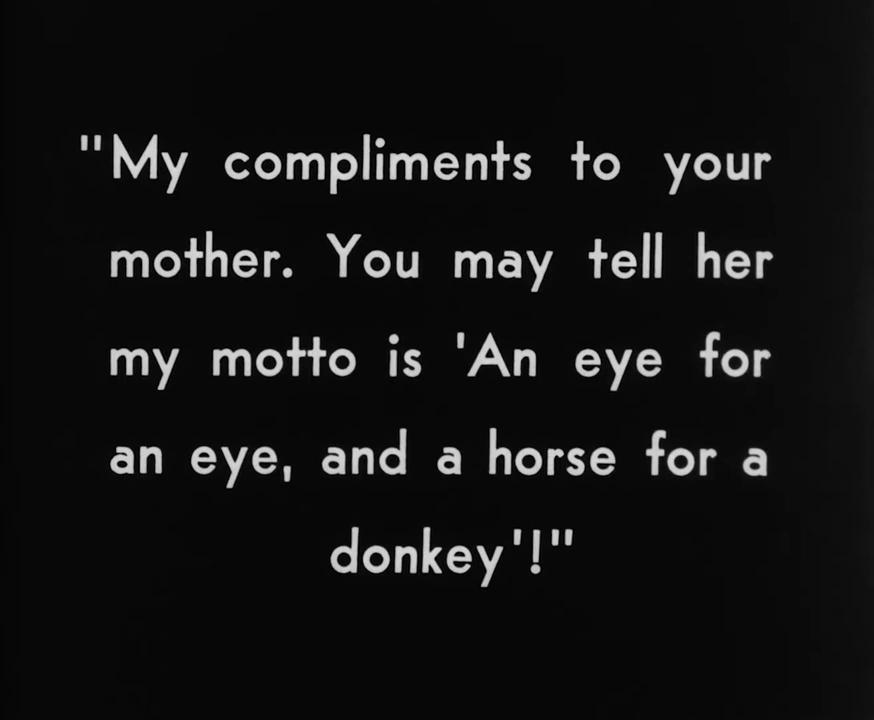 "My compliments to your
mother. You may tell her
my motto is 'An eye for
an eye, and a horse for a
donkey'!"